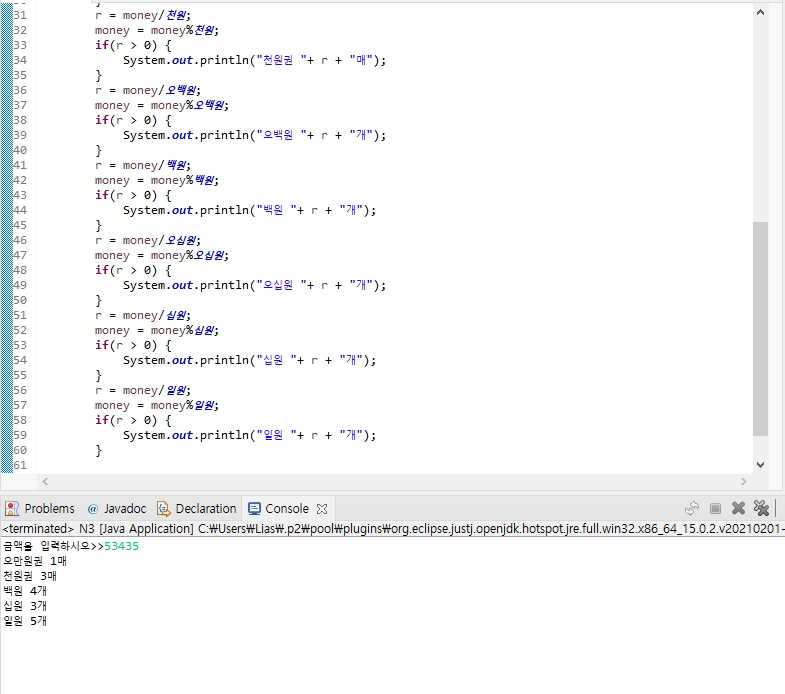 31 r = money/천원;
32 money = money%천원;
33 if(r > 0) {
34 System.out.println("천원권 "+ r + "매");
35 }
36 r = money/오백원;
37 money = money%오백원;
38 if(r > 0) {
39 System.out.println("오백원 "+ r + "개");
40 }
41 r = money/백원;
42 money = money%백원;
43 if(r > 0) {
44 System.out.println("백원 "+ r + "개");
45 }
46 r = money/오십원;
47 money = money%오십원;
48 if(r > 0) {
49 System.out.println("오십원 "+ r + "개");
50 }
51 r = money/십원;
52 money = money%십원;
53 if(r > 0) {
54 System.out.println("십원 "+ r + "개");
55 }
56 r = money/일원;
57 money = money%일원;
58 if(r > 0) {
59 System.out.println("일원 "+ r + "개");
60 }
61
Problems @ Javadoc Declaration Console
<terminated> N3 [Java Application] C:₩Users₩Lias₩.p2₩pool₩plugins₩org.eclipse.justj.openjdk.hotspot.jre.full.win32.x86_64_15.0.2.v20210201-
금액을 입력하시오>>53435
오만원권 1매
천원권 3매
백원 4개
십원 3개
일원 5개